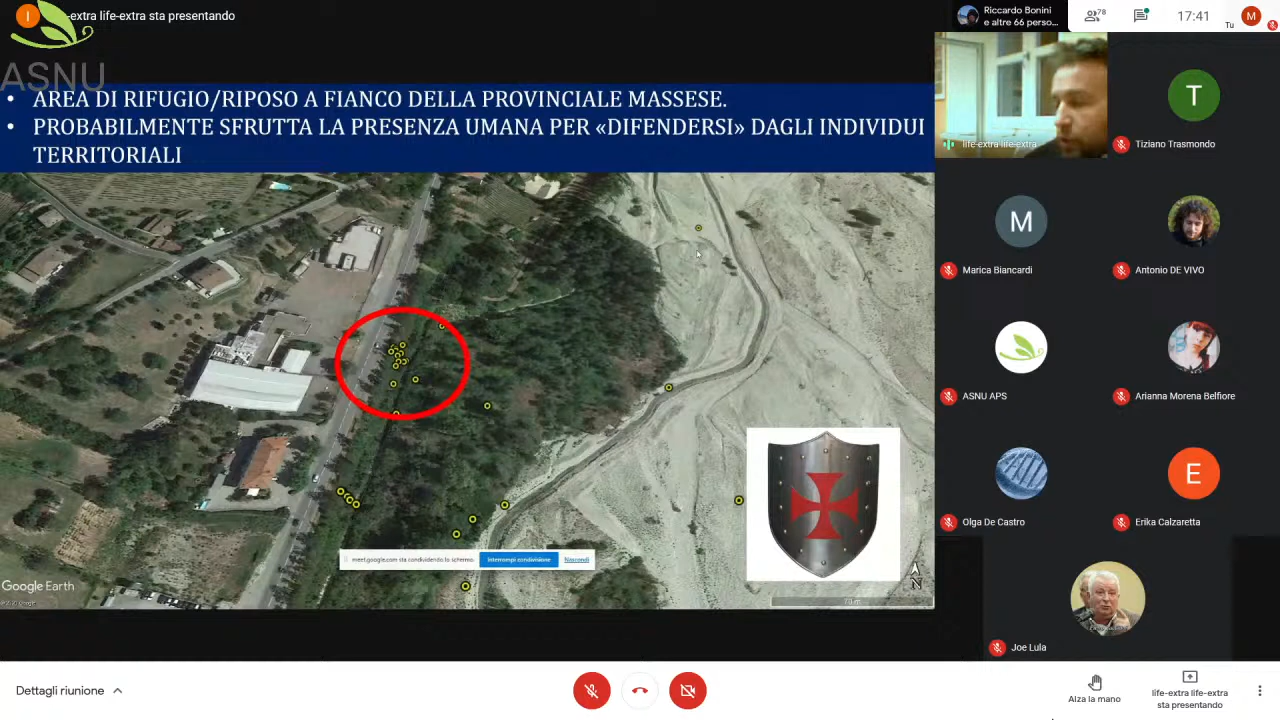 -extra life-extra sta presentando
ASNU
Riccardo Bonini
e altre 66 perso...
78
17:41
Tu
M
• AREA DI RIFUGIO/RIPOSO A FIANCO DELLA PROVINCIALE MASSESE.
• PROBABILMENTE SFRUTTA LA PRESENZA UMANA PER «DIFENDERSI» DAGLI INDIVIDUI
TERRITORIALI
life-extra life-extra
T
Tiziano Trasmondo
M
Marica Biancardi
Antonio DE VIVO
ASNU APS
Arianna Morena Belfiore
Olga De Castro
E
Erika Calzaretta
Joe Lula
meet.google.com sta condividendo lo schermo.
Interrompi condivisione
Nascondi
Google Earth
N
70 m
Dettagli riunione
Alza la mano
life-extra life-extra
sta presentando